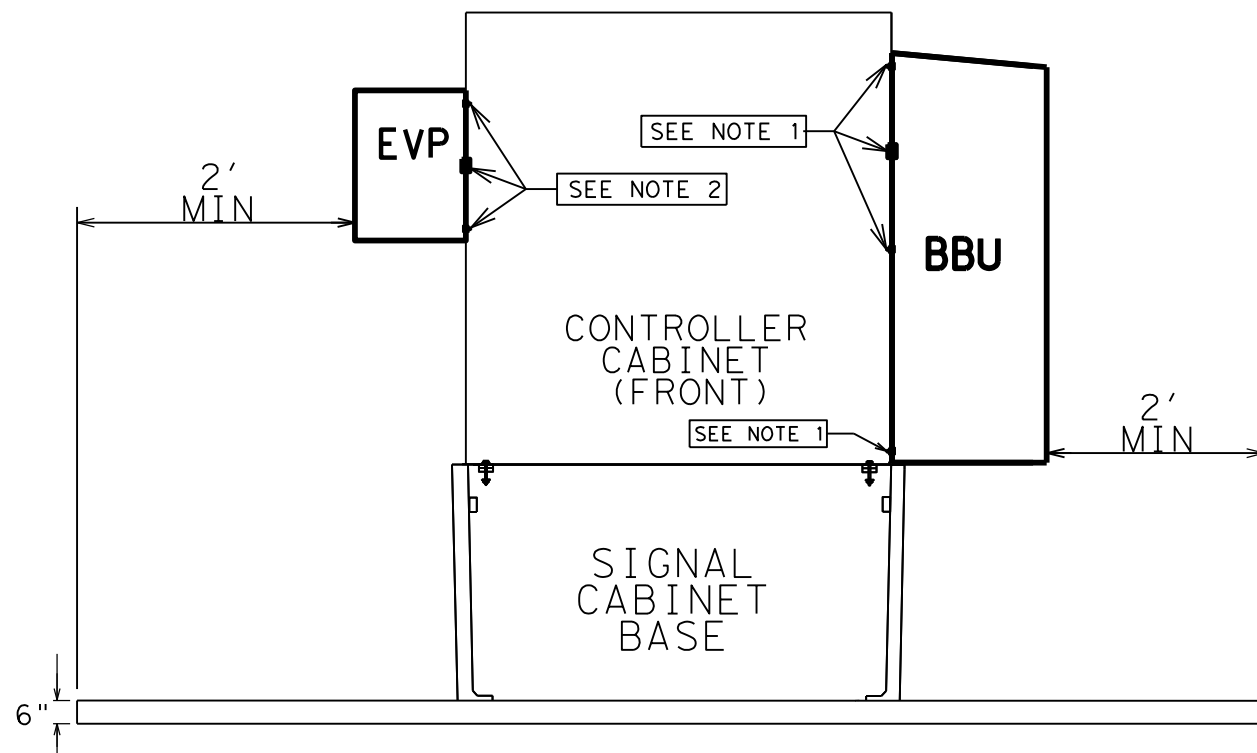 SEE NOTE 1
EVP
2'
MIN
SEE NOTE 2
BBU
CONTROLLER
CABINET
(FRONT)
SEE NOTE 1
2'
MIN
SIGNAL
CABINET
BASE
6"